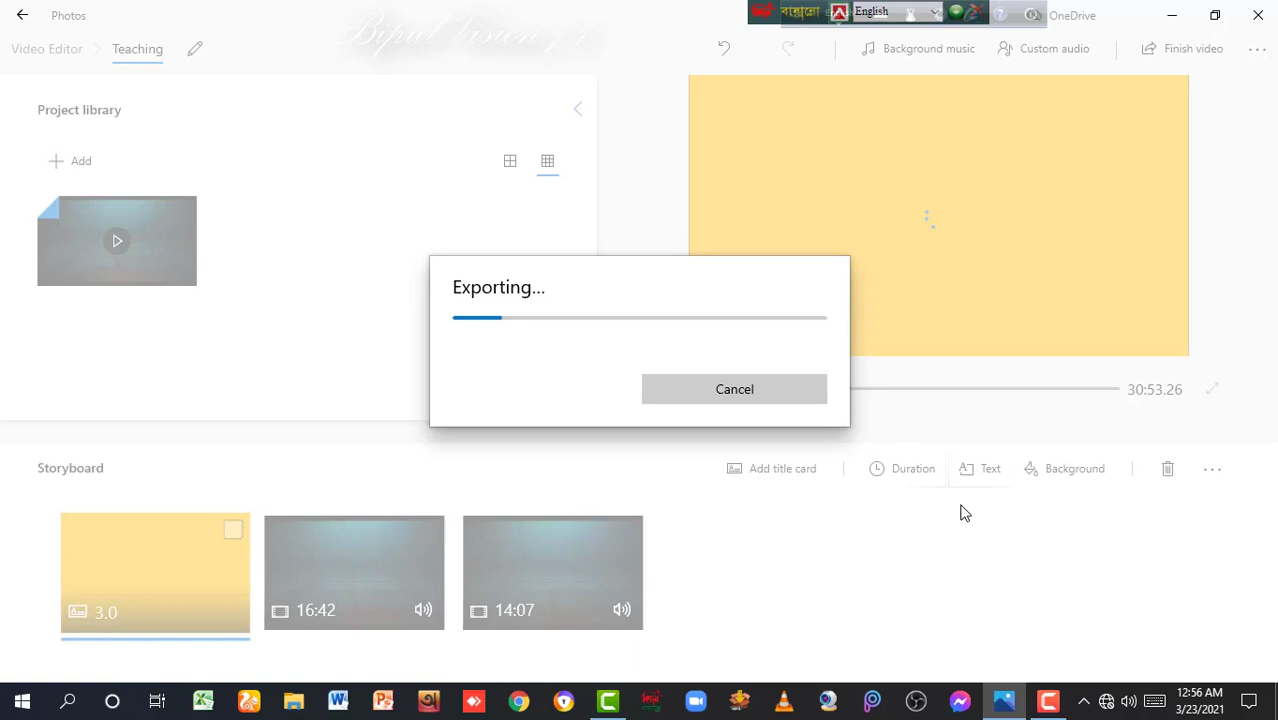 Photos
বাঙ্গালো
English
OneDrive
Bipul Vision
Video Editor
Teaching
Background music
Custom audio
Finish video
Project library
Add
Exporting...
Cancel
30:53.26
Storyboard
Add title card
Duration
Text
Background
3.0
16:42
14:07
12:56 AM
3/23/2021